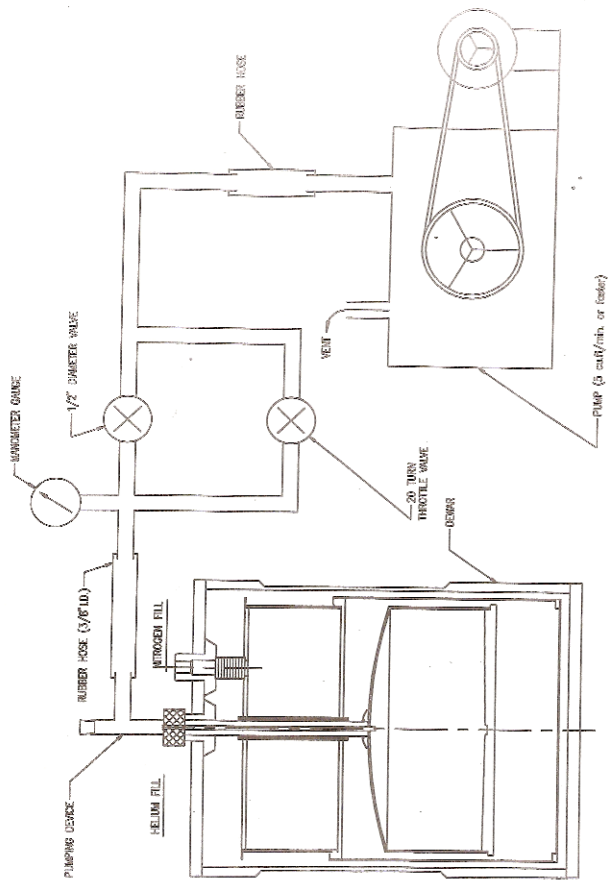 MANOMETER GAUGE
1/2" DIAMETER VALVE
RUBBER HOSE
RUBBER HOSE (3/8" I.D.)
PUMPING DEVICE
HELIUM FILL
NITROGEN FILL
VENT
20 TURN
THROTTLE VALVE
DEWAR
PUMP (5 cu.ft/min. or faster)